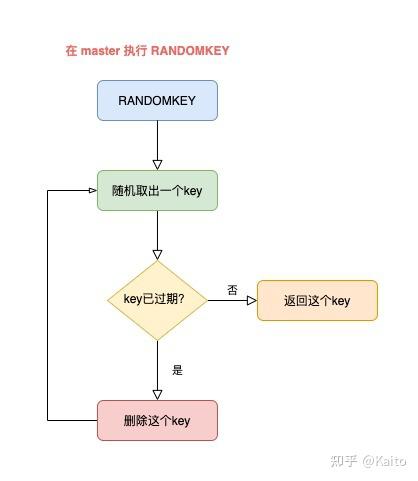 在 master 执行 RANDOMKEY
RANDOMKEY
随机取出一个key
key已过期?
否
返回这个key
是
删除这个key
知乎 @Kaito